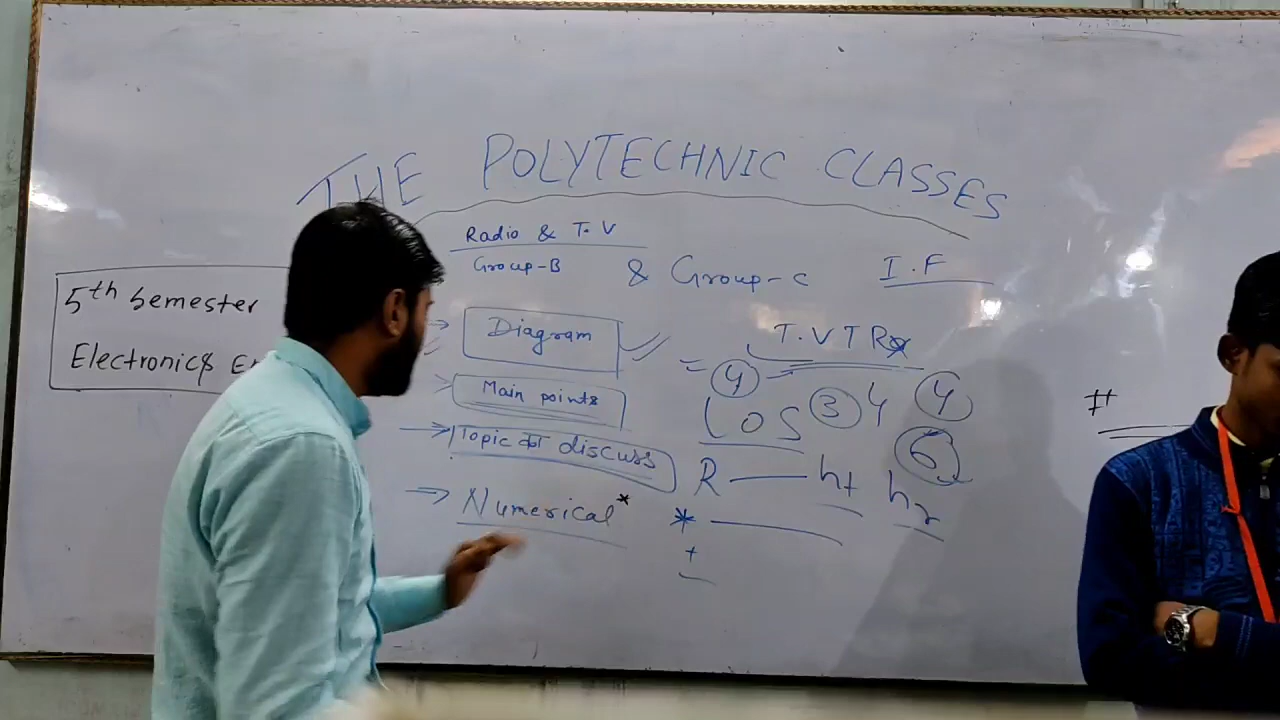 THE POLYTECHNIC CLASSES
Radio & T.V
Group-B & Group-C
I.F
5th Semester
Electronics
Diagram
T.V T R
Main points
4
LOS 3 4 4
Topic discuss
6
R ht hr
Numerical*
*
+
#